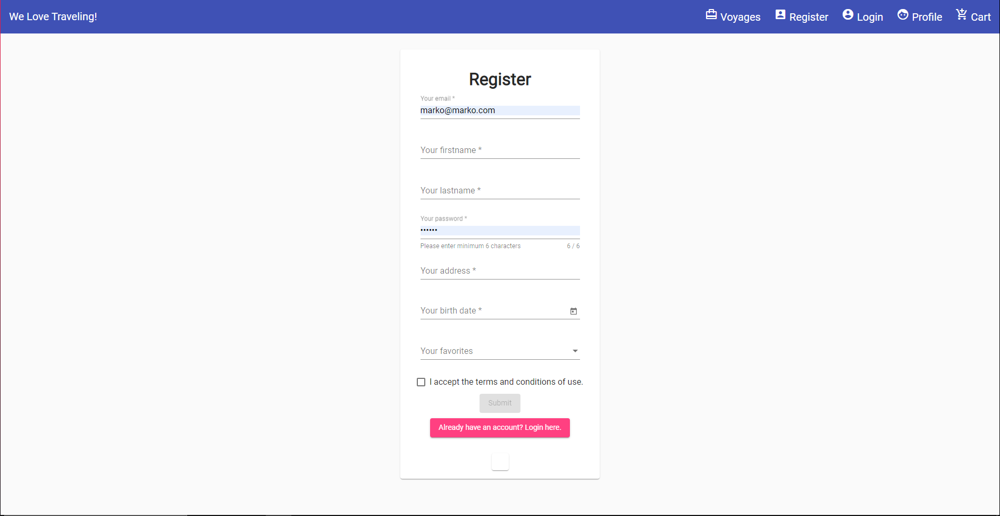 We Love Traveling!
Voyages Register Login Profile Cart
Register
Your email *
marko@marko.com
Your firstname *
Your lastname *
Your password *
••••••
Please enter minimum 6 characters 6 / 6
Your address *
Your birth date *
Your favorites
I accept the terms and conditions of use.
Submit
Already have an account? Login here.